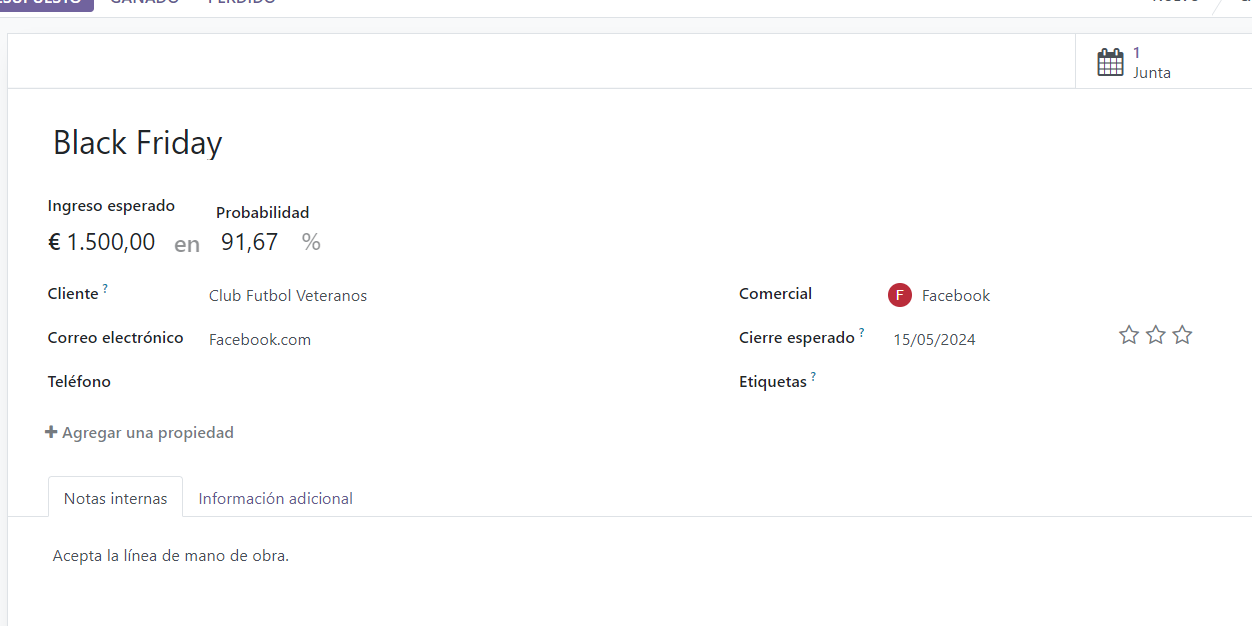 GANADO PERDIDO
1
Junta
Black Friday
Ingreso esperado Probabilidad
€ 1.500,00 en 91,67 %
Cliente ? Club Futbol Veteranos
Comercial F Facebook
Correo electrónico Facebook.com
Cierre esperado ? 15/05/2024
Teléfono
Etiquetas ?
+ Agregar una propiedad
Notas internas Información adicional
Acepta la línea de mano de obra.